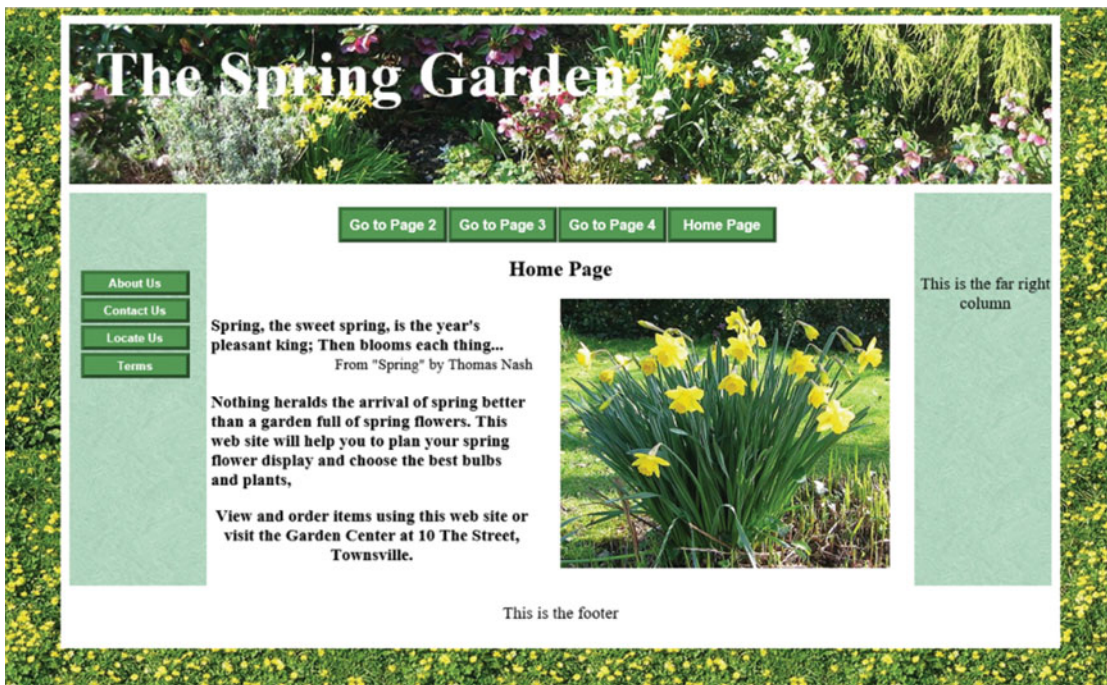 The Spring Garden
Go to Page 2 Go to Page 3 Go to Page 4 Home Page
About Us
Contact Us
Locate Us
Terms
Home Page
Spring, the sweet spring, is the year's
pleasant king; Then blooms each thing...
From "Spring" by Thomas Nash
Nothing heralds the arrival of spring better
than a garden full of spring flowers. This
web site will help you to plan your spring
flower display and choose the best bulbs
and plants,
View and order items using this web site or
visit the Garden Center at 10 The Street,
Townsville.
This is the far right
column
This is the footer